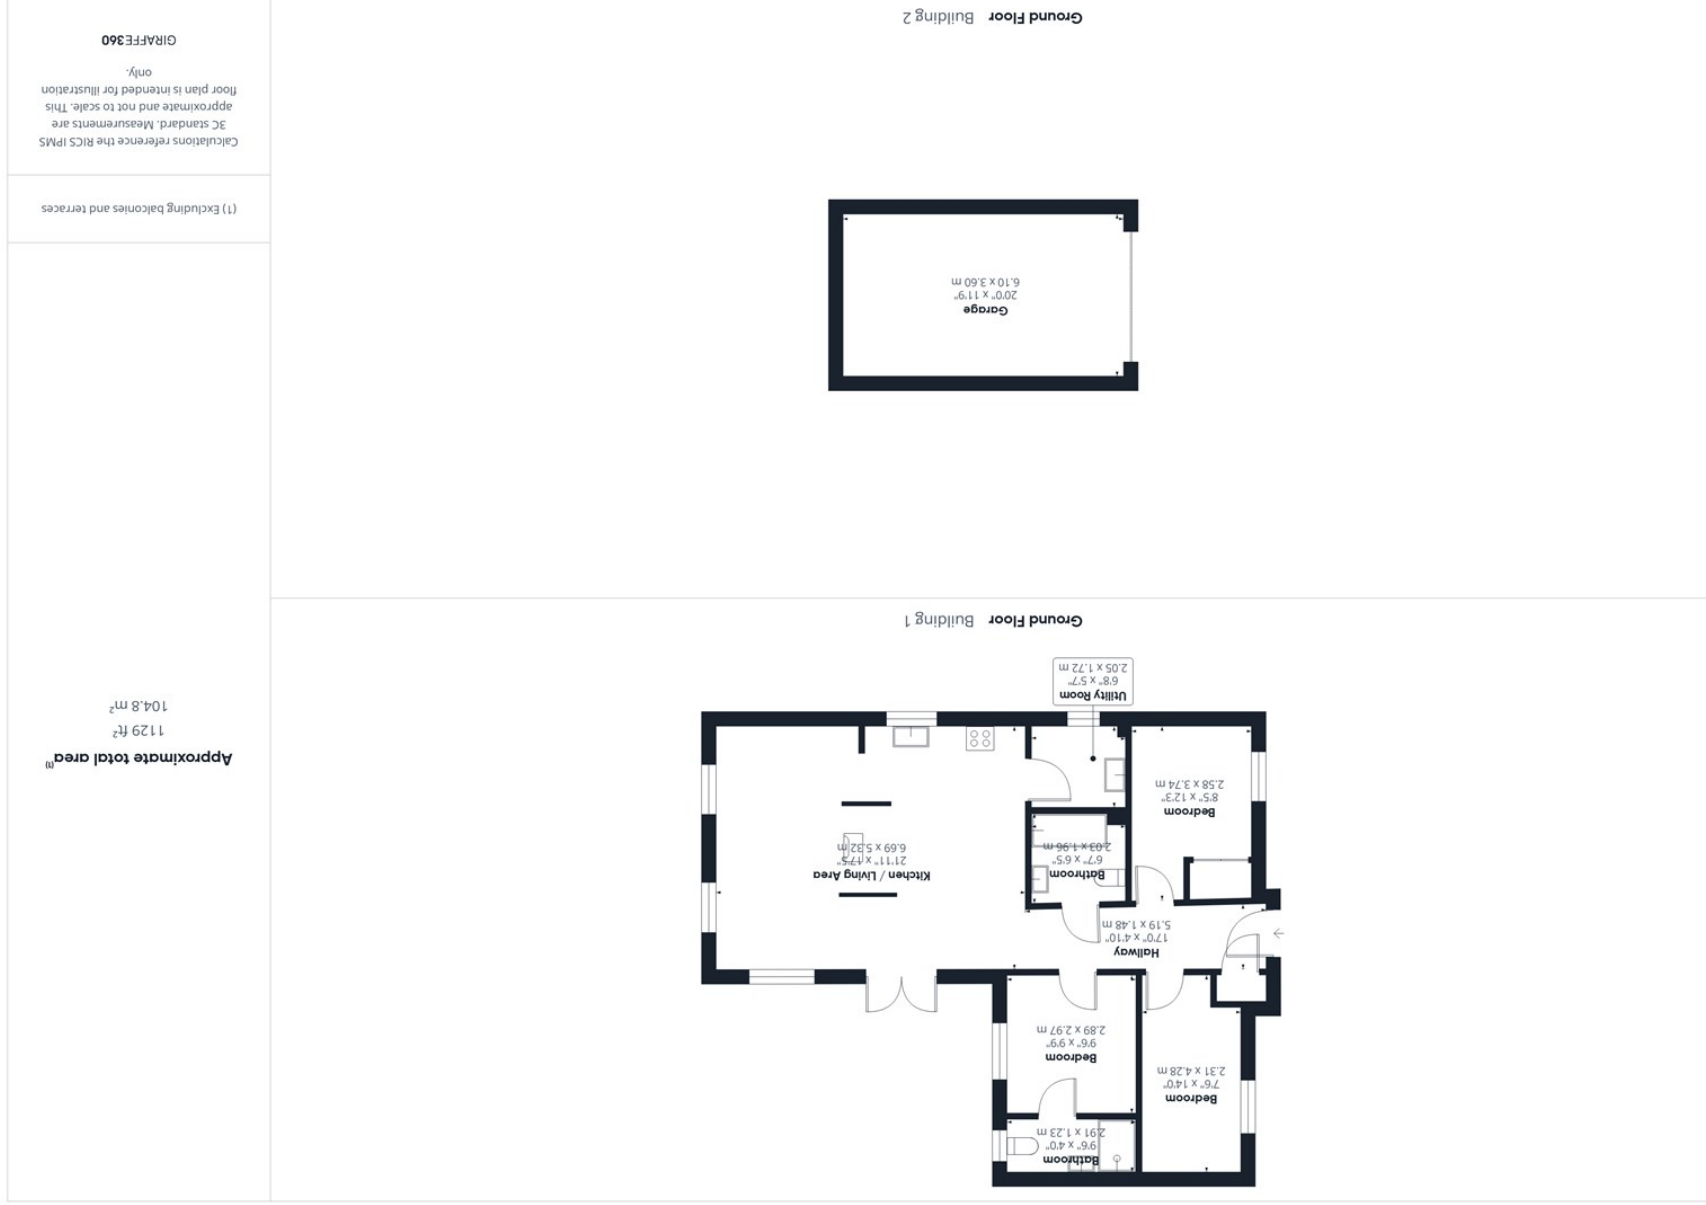 Bathroom
9'6" x 4'0"
2.91 x 1.23 m
Bedroom
7'6" x 14'0"
2.31 x 4.28 m
Bedroom
9'6" x 9'9"
2.89 x 2.97 m
Hallway
17'0" x 4'10"
5.19 x 1.48 m
Bathroom
6'7" x 6'5"
2.03 x 1.96 m
Kitchen / Living Area
21'11" x 17'5"
6.69 x 5.32 m
Bedroom
8'5" x 12'3"
2.58 x 3.74 m
Utility Room
6'8" x 5'7"
2.05 x 1.72 m
Ground Floor Building 1
Garage
20'0" x 11'9"
6.10 x 3.60 m
Ground Floor Building 2
Approximate total area(1)
1129 ft²
104.8 m²
(1) Excluding balconies and terraces
Calculations reference the RICS IPMS
3C standard. Measurements are
approximate and not to scale. This
floor plan is intended for illustration
only.
GIRAFFE360